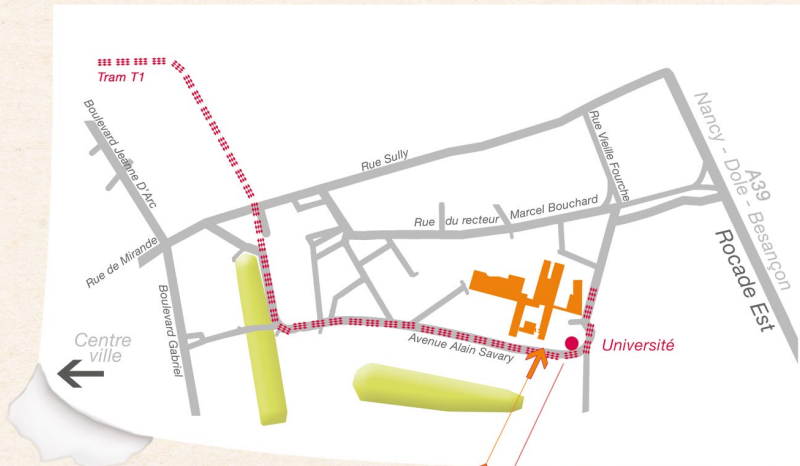 Tram T1
Boulevard Jeanne D'Arc
Rue Sully
Rue Vieille Fourche
Nancy - Dole - Besançon
A39
Rocade Est
Rue du recteur Marcel Bouchard
Rue de Mirande
Boulevard Gabriel
Centre
ville
Avenue Alain Savary
Université